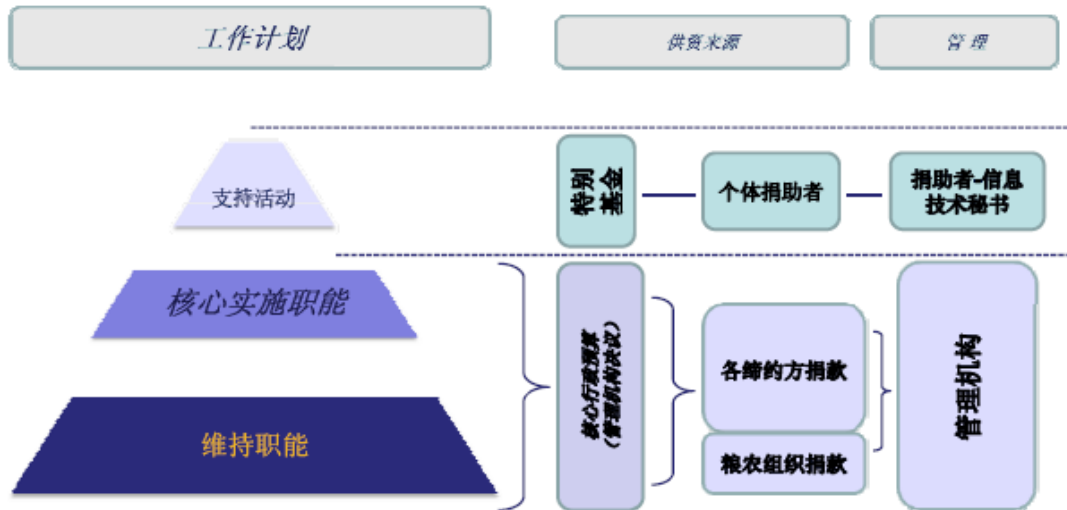 工作计划
供资来源
管 理
支持活动
特别
基金
个体捐助者
捐助者-信息
技术秘书
核心实施职能
维持职能
核心行政预算
（管理机构决议）
各缔约方捐款
粮农组织捐款
管理机构